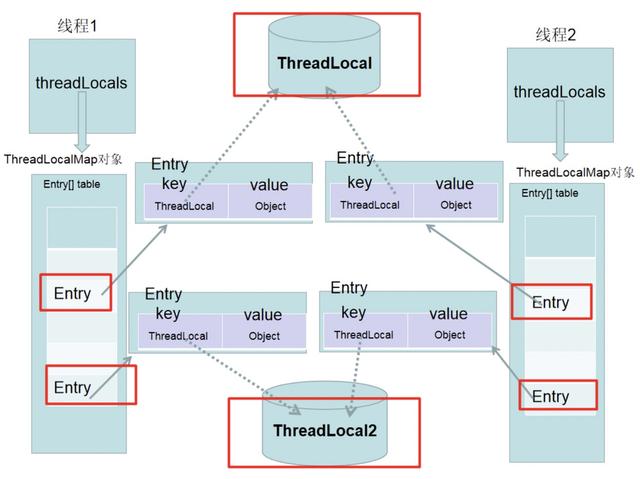 线程1
线程2
ThreadLocal
threadLocals
threadLocals
ThreadLocalMap对象
ThreadLocalMap对象
Entry[] table
Entry[] table
Entry
key value
ThreadLocal Object
Entry
key value
ThreadLocal Object
Entry
Entry
Entry
key value
ThreadLocal Object
Entry
key value
ThreadLocal Object
Entry
Entry
ThreadLocal2